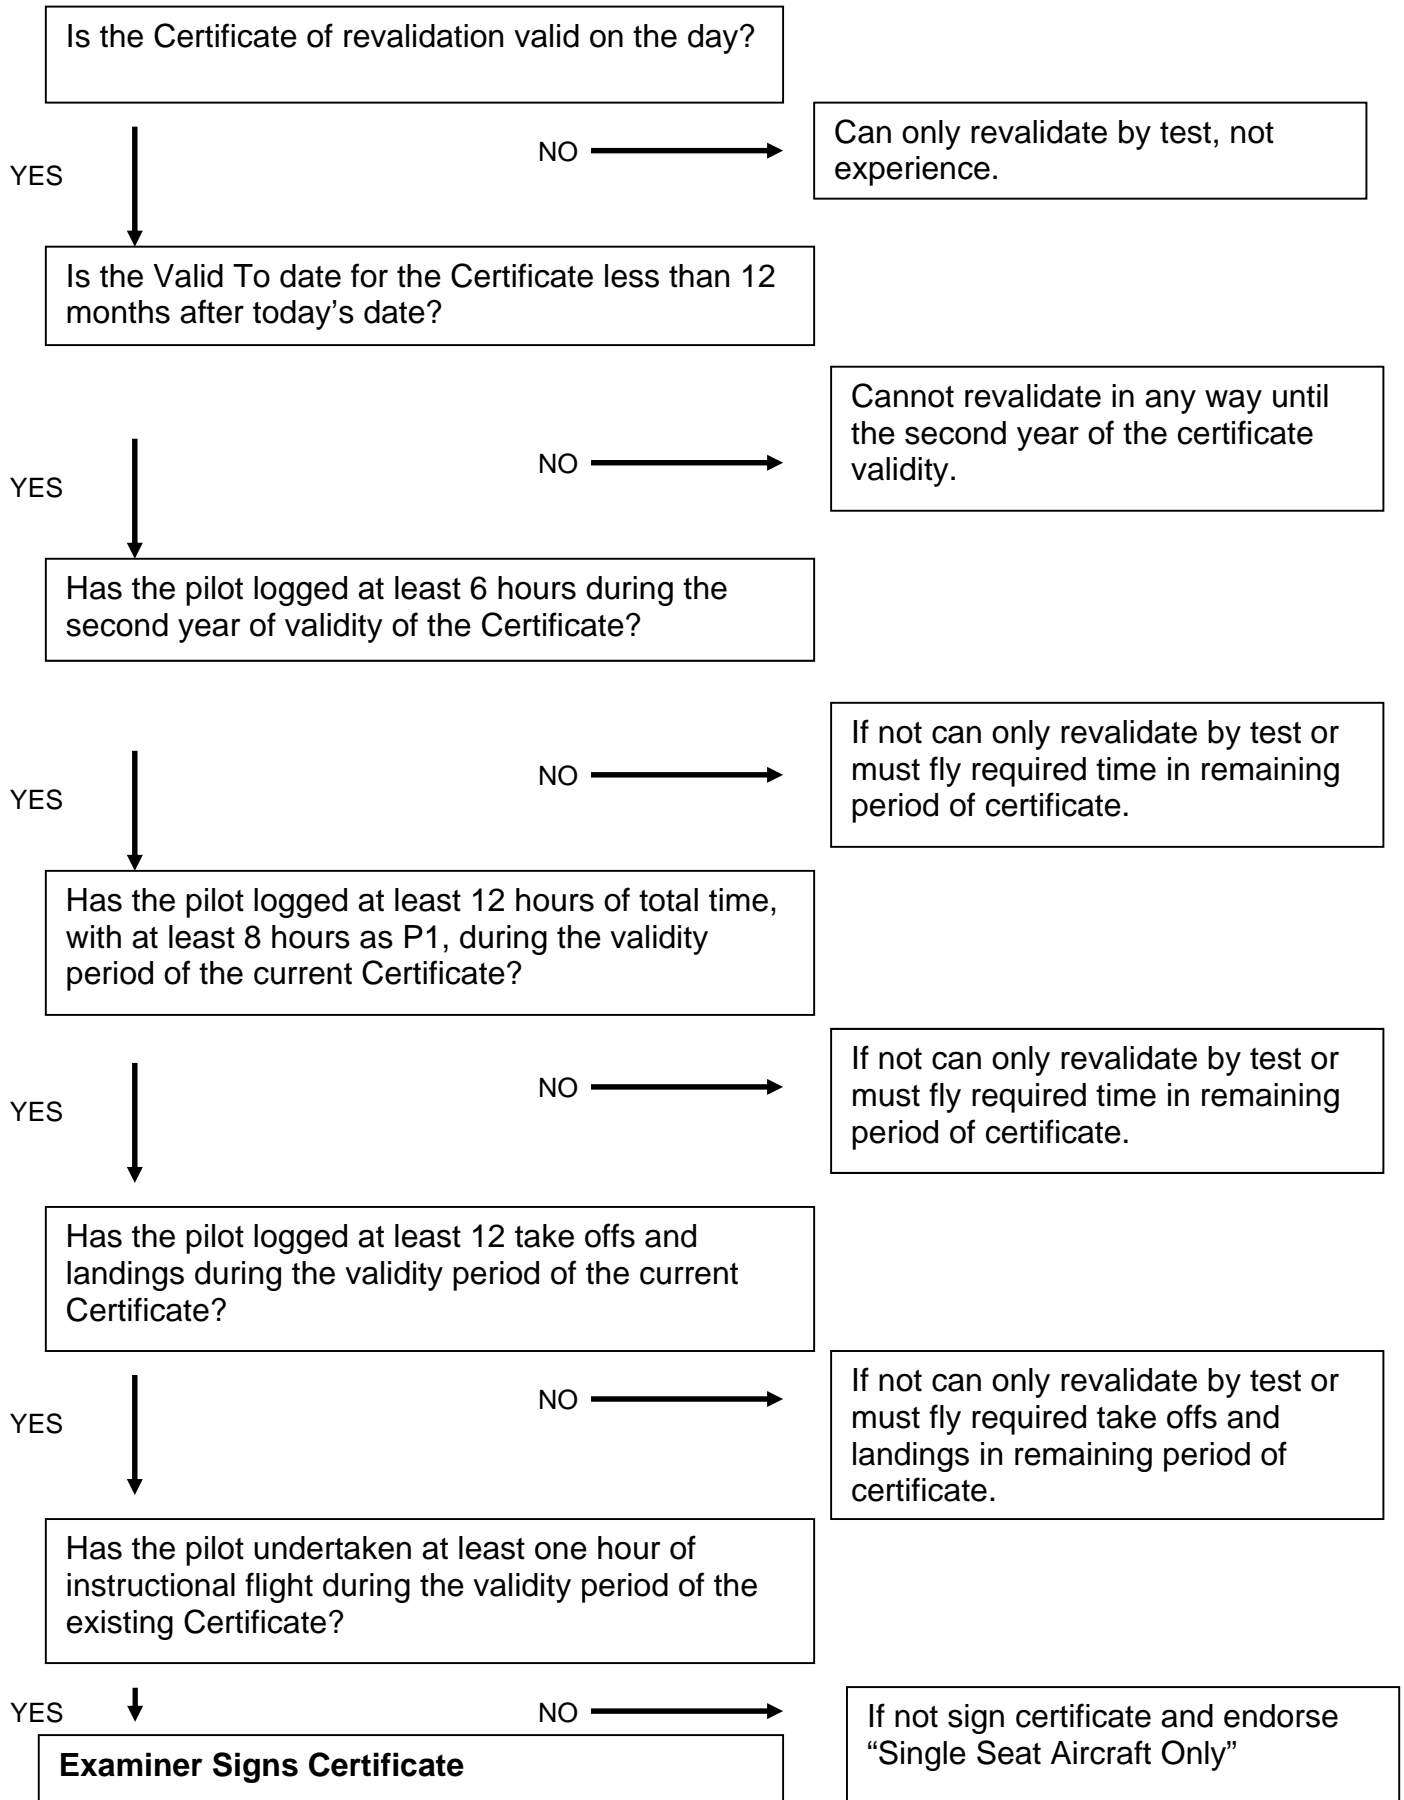 Is the Certificate of revalidation valid on the day?
YES
NO
Can only revalidate by test, not
experience.
Is the Valid To date for the Certificate less than 12
months after today’s date?
YES
NO
Cannot revalidate in any way until
the second year of the certificate
validity.
Has the pilot logged at least 6 hours during the
second year of validity of the Certificate?
YES
NO
If not can only revalidate by test or
must fly required time in remaining
period of certificate.
Has the pilot logged at least 12 hours of total time,
with at least 8 hours as P1, during the validity
period of the current Certificate?
YES
NO
If not can only revalidate by test or
must fly required time in remaining
period of certificate.
Has the pilot logged at least 12 take offs and
landings during the validity period of the current
Certificate?
YES
NO
If not can only revalidate by test or
must fly required take offs and
landings in remaining period of
certificate.
Has the pilot undertaken at least one hour of
instructional flight during the validity period of the
existing Certificate?
YES
NO
If not sign certificate and endorse
“Single Seat Aircraft Only”
Examiner Signs Certificate